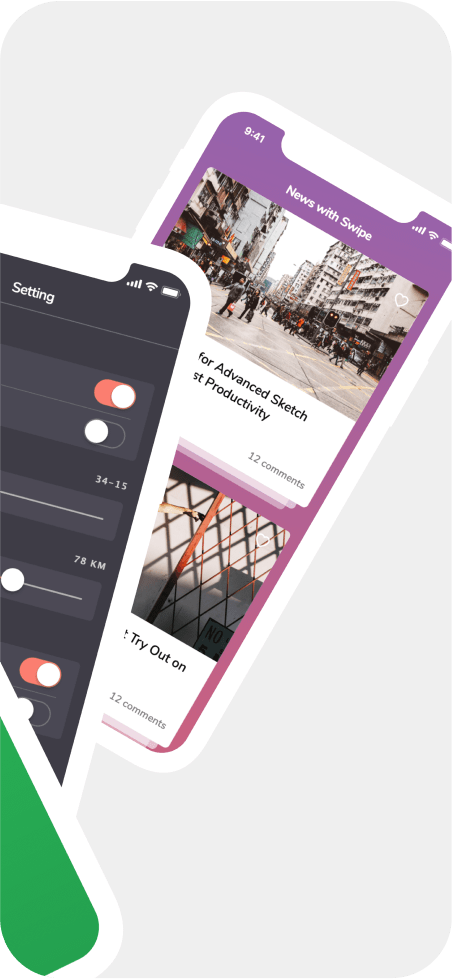 9:41
News with Swipe
for Advanced Sketch
st Productivity
12 comments
NO
t Try Out on
12 comments
Setting
34-15
78 KM